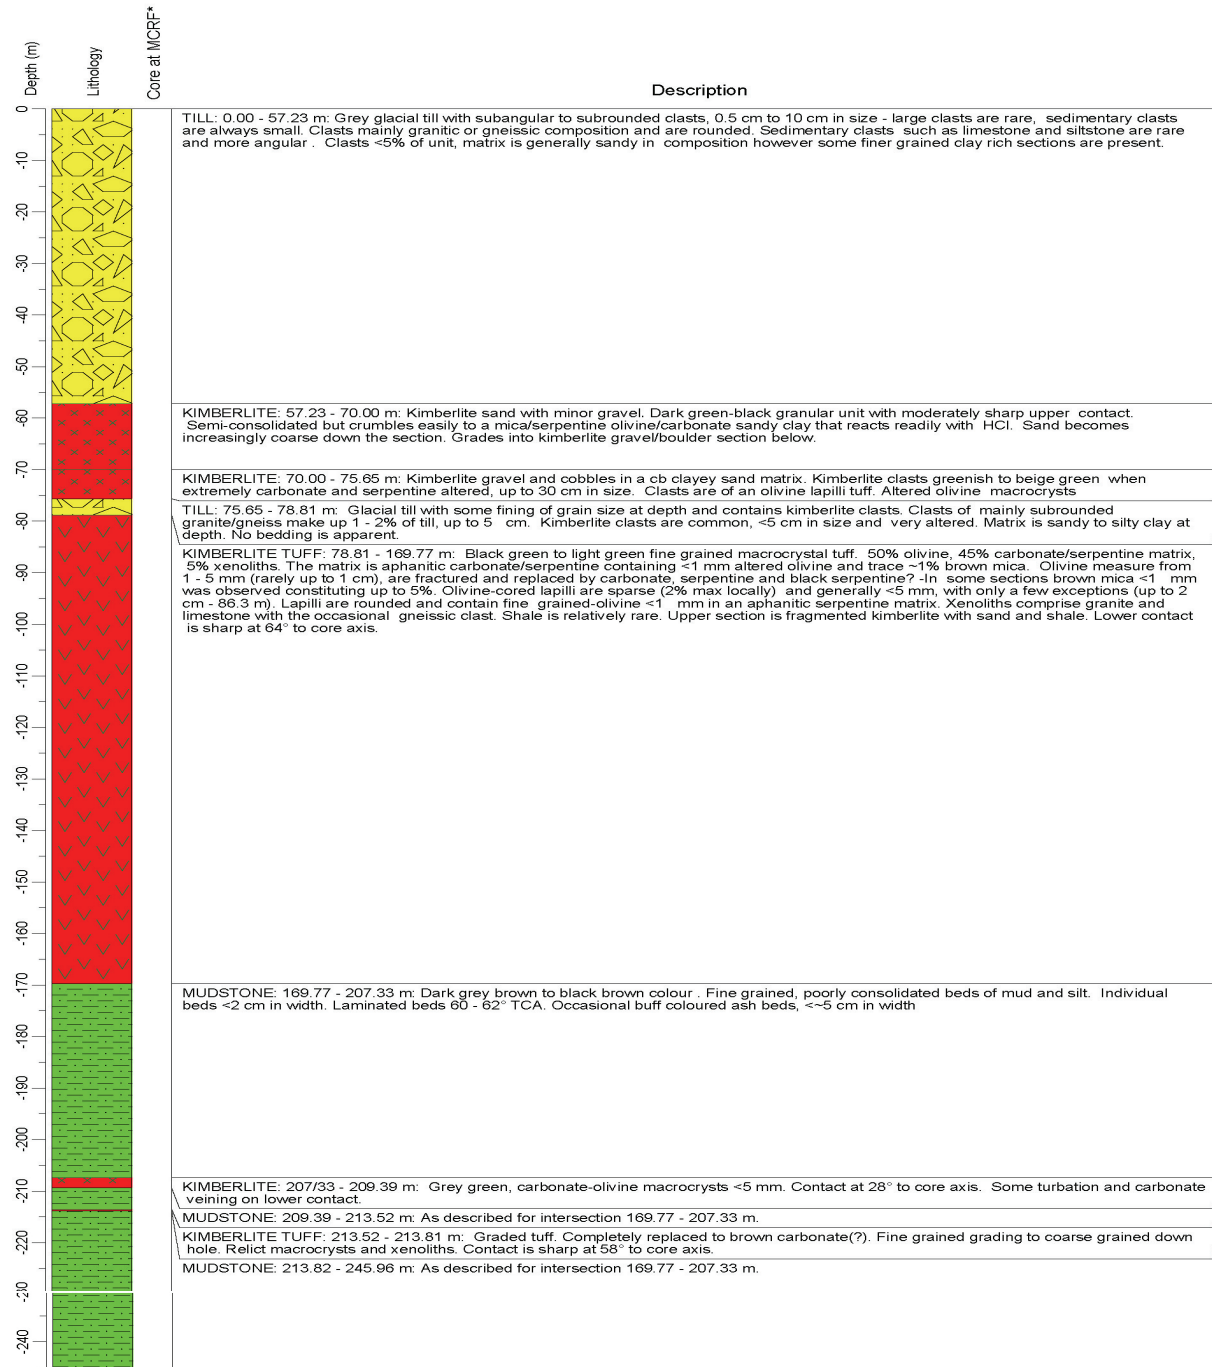 Depth (m)
Lithology
Core at MCRF*
Description
0
-10
-20
-30
-40
-50
-60
-70
-80
-90
-100
-110
-120
-130
-140
-150
-160
-170
-180
-190
-200
-210
-220
-240
TILL: 0.00 - 57.23 m: Grey glacial till with subangular to subrounded clasts, 0.5 cm to 10 cm in size - large clasts are rare, sedimentary clasts
are always small. Clasts mainly granitic or gneissic composition and are rounded. Sedimentary clasts such as limestone and siltstone are rare
and more angular . Clasts <5% of unit, matrix is generally sandy in composition however some finer grained clay rich sections are present.
KIMBERLITE: 57.23 - 70.00 m: Kimberlite sand with minor gravel. Dark green-black granular unit with moderately sharp upper contact.
Semi-consolidated but crumbles easily to a mica/serpentine olivine/carbonate sandy clay that reacts readily with HCl. Sand becomes
increasingly coarse down the section. Grades into kimberlite gravel/boulder section below.
KIMBERLITE: 70.00 - 75.65 m: Kimberlite gravel and cobbles in a cb clayey sand matrix. Kimberlite clasts greenish to beige green when
extremely carbonate and serpentine altered, up to 30 cm in size. Clasts are of an olivine lapilli tuff. Altered olivine macrocrysts
TILL: 75.65 - 78.81 m: Glacial till with some fining of grain size at depth and contains kimberlite clasts. Clasts of mainly subrounded
granite/gneiss make up 1 - 2% of till, up to 5 cm. Kimberlite clasts are common, <5 cm in size and very altered. Matrix is sandy to silty clay at
depth. No bedding is apparent.
KIMBERLITE TUFF: 78.81 - 169.77 m: Black green to light green fine grained macrocrystal tuff. 50% olivine, 45% carbonate/serpentine matrix,
5% xenoliths. The matrix is aphanitic carbonate/serpentine containing <1 mm altered olivine and trace ~1% brown mica. Olivine measure from
1 - 5 mm (rarely up to 1 cm), are fractured and replaced by carbonate, serpentine and black serpentine? -In some sections brown mica <1 mm
was observed constituting up to 5%. Olivine-cored lapilli are sparse (2% max locally) and generally <5 mm, with only a few exceptions (up to 2
cm - 86.3 m). Lapilli are rounded and contain fine grained-olivine <1 mm in an aphanitic serpentine matrix. Xenoliths comprise granite and
limestone with the occasional gneissic clast. Shale is relatively rare. Upper section is fragmented kimberlite with sand and shale. Lower contact
is sharp at 64° to core axis.
MUDSTONE: 169.77 - 207.33 m: Dark grey brown to black brown colour . Fine grained, poorly consolidated beds of mud and silt. Individual
beds <2 cm in width. Laminated beds 60 - 62° TCA. Occasional buff coloured ash beds, <~5 cm in width
KIMBERLITE: 207/33 - 209.39 m: Grey green, carbonate-olivine macrocrysts <5 mm. Contact at 28° to core axis. Some turbation and carbonate
veining on lower contact.
MUDSTONE: 209.39 - 213.52 m: As described for intersection 169.77 - 207.33 m.
KIMBERLITE TUFF: 213.52 - 213.81 m: Graded tuff. Completely replaced to brown carbonate(?). Fine grained grading to coarse grained down
hole. Relict macrocrysts and xenoliths. Contact is sharp at 58° to core axis.
MUDSTONE: 213.82 - 245.96 m: As described for intersection 169.77 - 207.33 m.